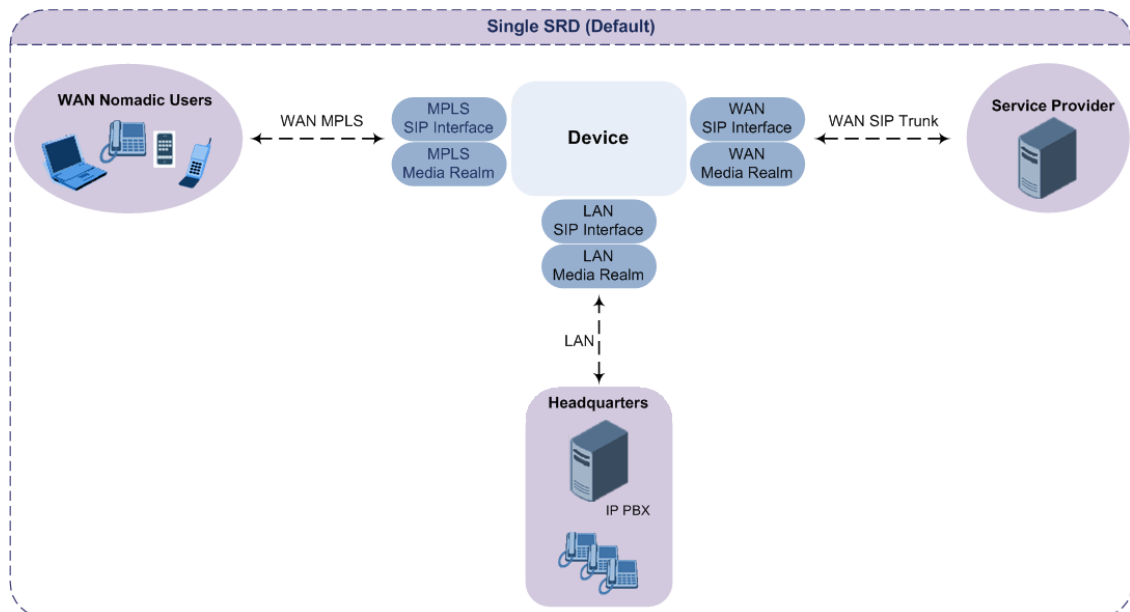 Single SRD (Default)
WAN Nomadic Users
WAN MPLS
MPLS
SIP Interface
MPLS
Media Realm
Device
WAN
SIP Interface
WAN
Media Realm
WAN SIP Trunk
Service Provider
LAN
SIP Interface
LAN
Media Realm
LAN
Headquarters
IP PBX